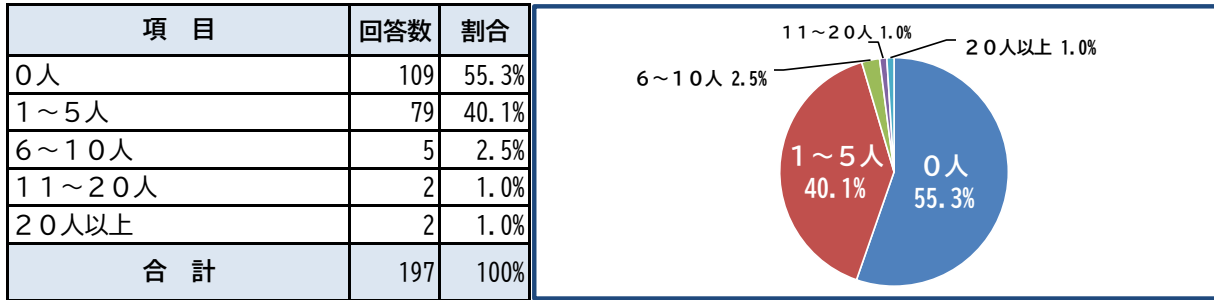 項　目 回答数 割合
０人 109 55.3%
１～５人 79 40.1%
６～１０人 5 2.5%
１１～２０人 2 1.0%
２０人以上 2 1.0%
合　計 197 100%
１１～２０人 1.0%
２０人以上 1.0%
６～１０人 2.5%
１～５人
40.1%
０人
55.3%